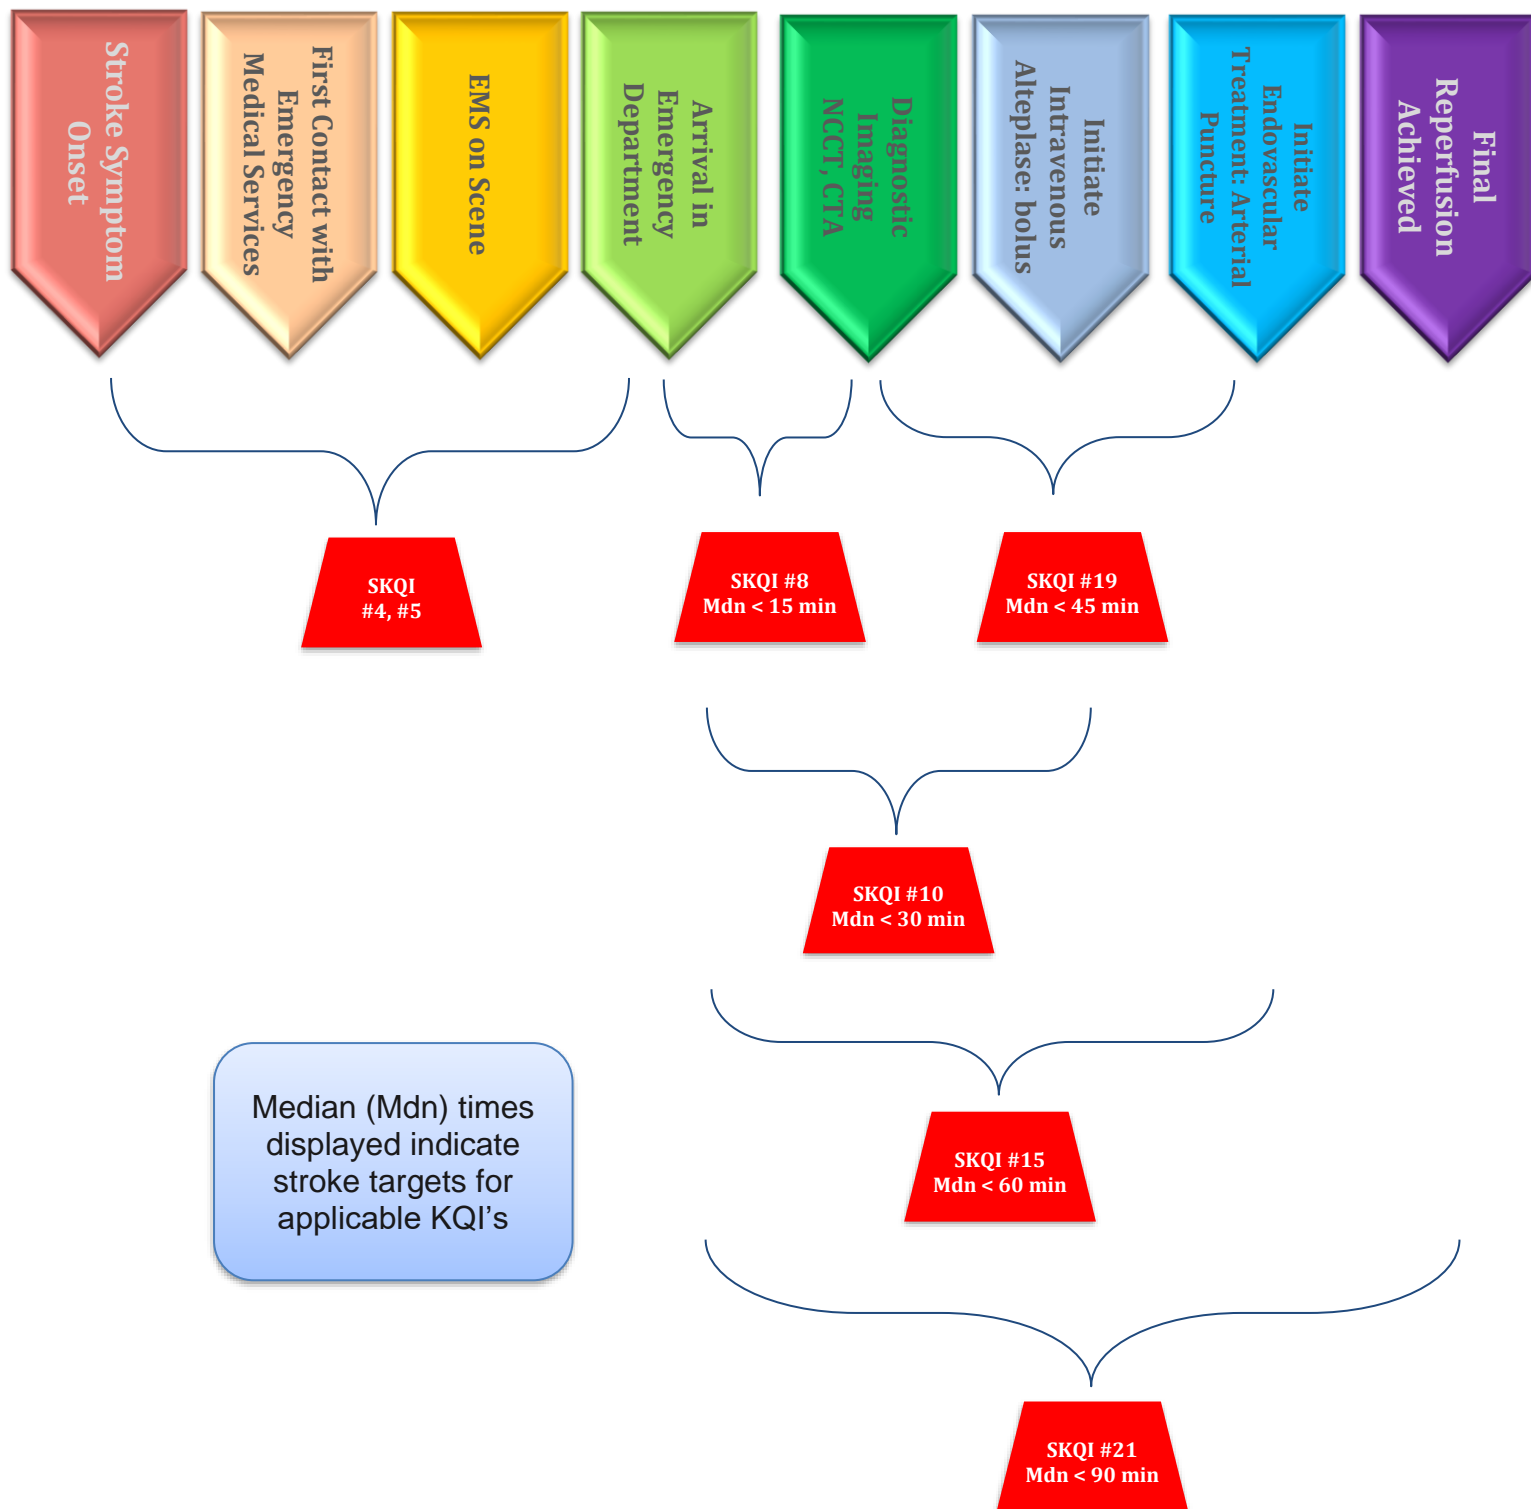 Stroke Symptom
Onset
First Contact with
Emergency
Medical Services
EMS on Scene
Arrival in
Emergency
Department
Diagnostic
Imaging
NCCT, CTA
Initiate
Intravenous
Alteplase: bolus
Initiate
Endovascular
Treatment: Arterial
Puncture
Final
Reperfusion
Achieved
SKQI
#4, #5
SKQI #8
Mdn < 15 min
SKQI #19
Mdn < 45 min
SKQI #10
Mdn < 30 min
Median (Mdn) times
displayed indicate
stroke targets for
applicable KQI’s
SKQI #15
Mdn < 60 min
SKQI #21
Mdn < 90 min